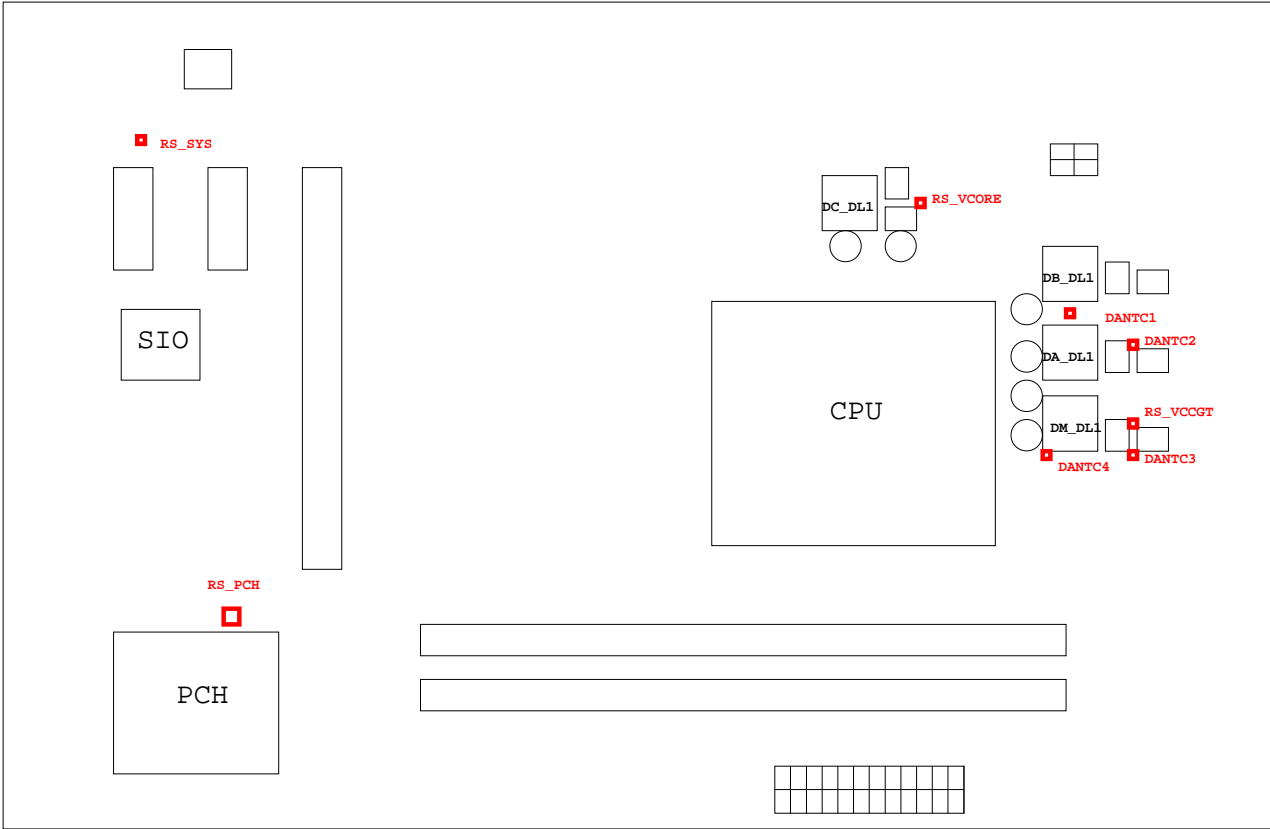 RS_SYS
RS_VCORE
DC_DL1
DB_DL1
DANTC1
SIO
DANTC2
DA_DL1
CPU
RS_VCCGT
DM_DL1
DANTC3
DANTC4
RS_PCH
PCH